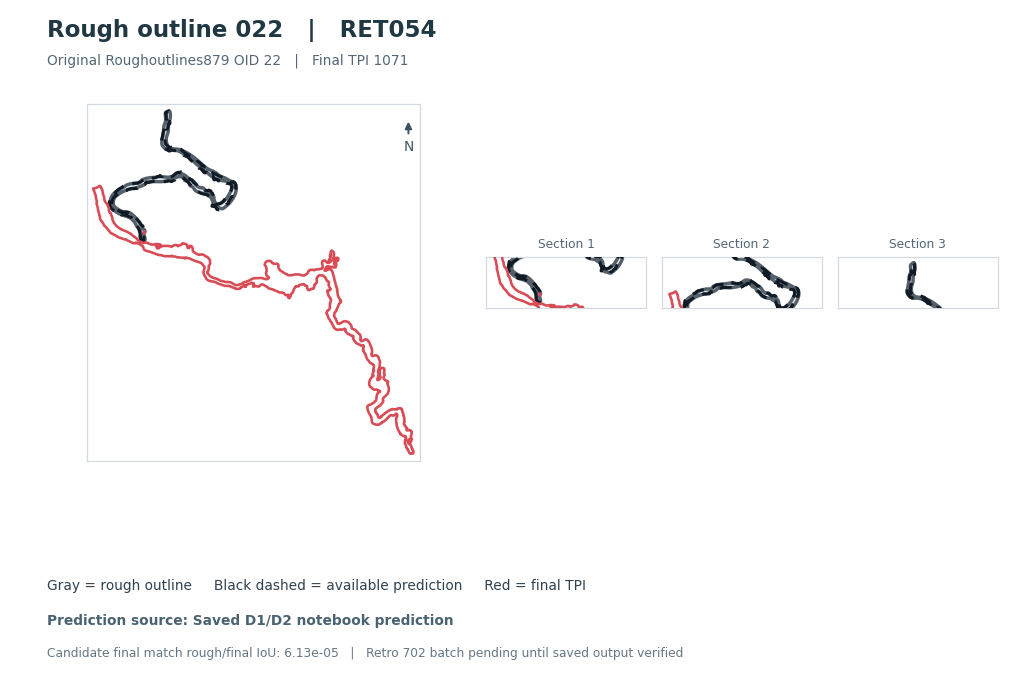 Rough outline 022   |   RET054
Original Roughoutlines879 OID 22   |   Final TPI 1071
N
Section 1
Section 2
Section 3
Gray = rough outline     Black dashed = available prediction     Red = final TPI
Prediction source: Saved D1/D2 notebook prediction
Candidate final match rough/final IoU: 6.13e-05   |   Retro 702 batch pending until saved output verified